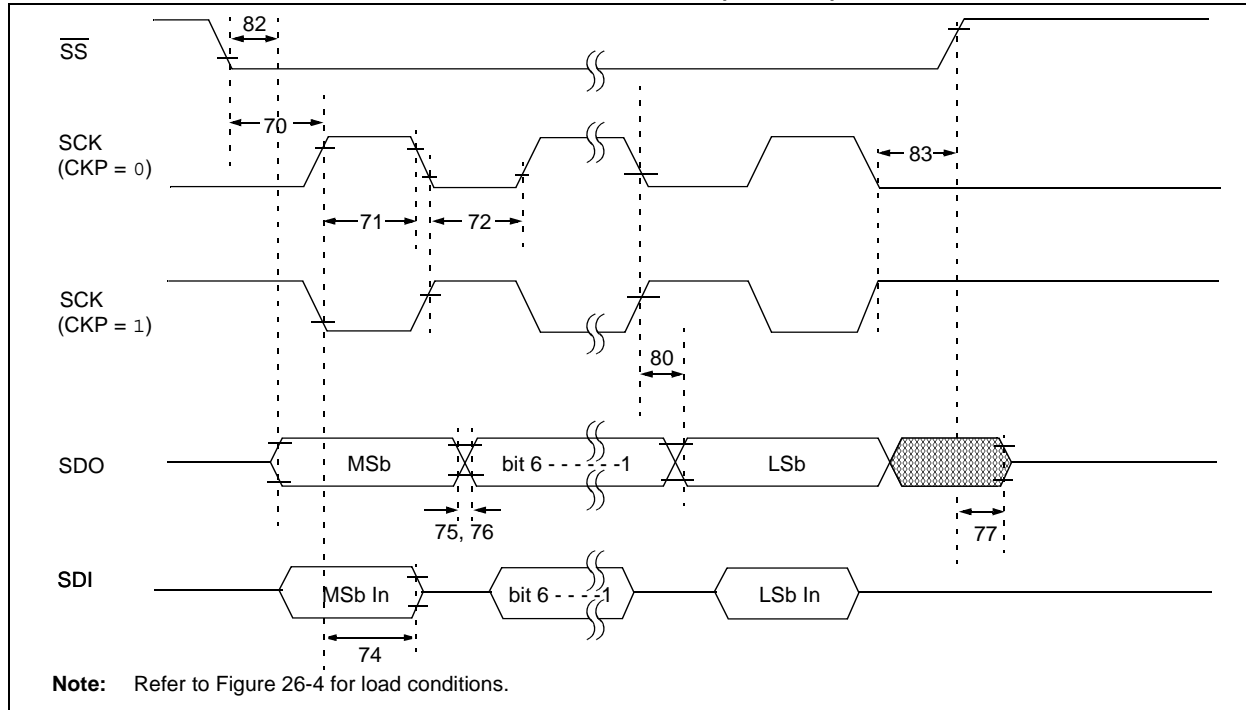 82
SS
70
SCK
(CKP = 0)
83
71
72
SCK
(CKP = 1)
80
SDO
MSb
bit 6 - - - - - -1
LSb
75, 76
77
SDI
MSb In
bit 6 - - - -1
LSb In
74
Note: Refer to Figure 26-4 for load conditions.